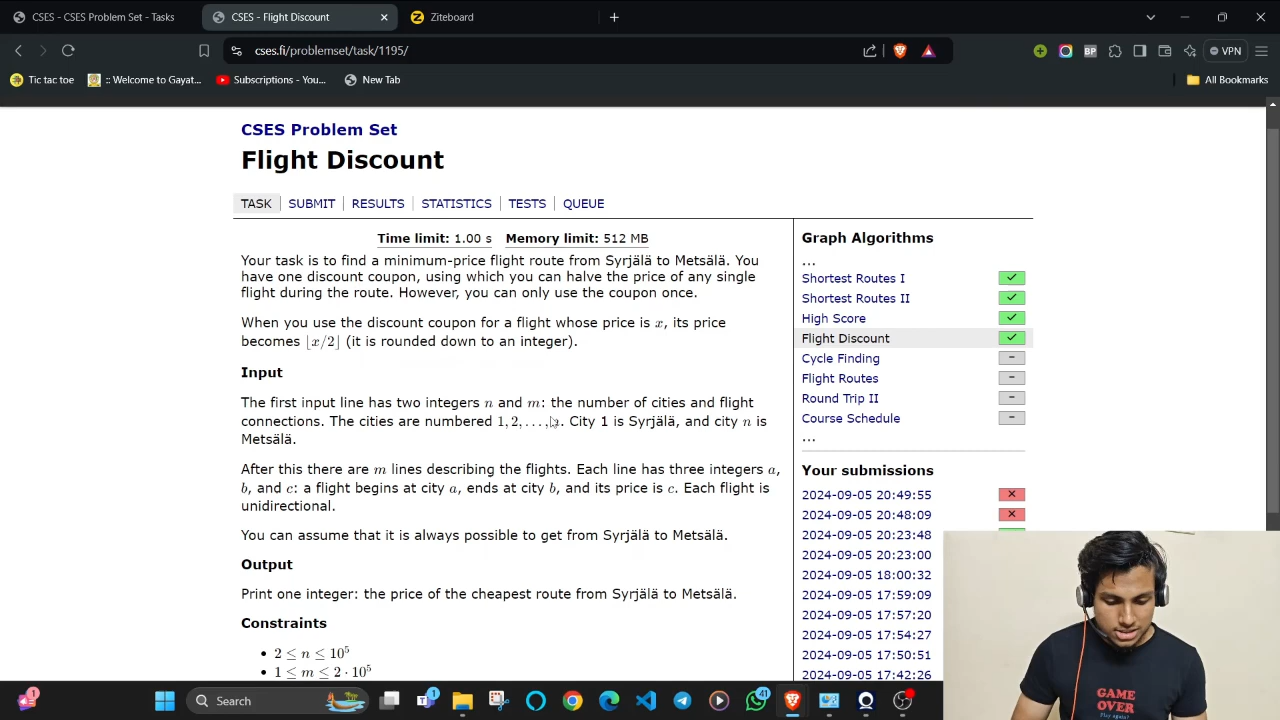 CSES - CSES Problem Set - Tasks
CSES - Flight Discount
Ziteboard
cses.fi/problemset/task/1195/
BP
VPN
Tic tac toe
:: Welcome to Gayat...
Subscriptions - You...
New Tab
All Bookmarks
CSES Problem Set
Flight Discount
TASK
SUBMIT
RESULTS
STATISTICS
TESTS
QUEUE
Time limit: 1.00 s Memory limit: 512 MB
Your task is to find a minimum-price flight route from Syrjälä to Metsälä. You
have one discount coupon, using which you can halve the price of any single
flight during the route. However, you can only use the coupon once.
When you use the discount coupon for a flight whose price is x, its price
becomes ⌊x/2⌋ (it is rounded down to an integer).
Input
The first input line has two integers n and m: the number of cities and flight
connections. The cities are numbered 1, 2, . . . , n. City 1 is Syrjälä, and city n is
Metsälä.
After this there are m lines describing the flights. Each line has three integers a,
b, and c: a flight begins at city a, ends at city b, and its price is c. Each flight is
unidirectional.
You can assume that it is always possible to get from Syrjälä to Metsälä.
Output
Print one integer: the price of the cheapest route from Syrjälä to Metsälä.
Constraints
• 2 ≤ n ≤ 10⁵
• 1 ≤ m ≤ 2 · 10⁵
Graph Algorithms
...
Shortest Routes I
Shortest Routes II
High Score
Flight Discount
Cycle Finding
Flight Routes
Round Trip II
Course Schedule
...
Your submissions
2024-09-05 20:49:55
2024-09-05 20:48:09
2024-09-05 20:23:48
2024-09-05 20:23:00
2024-09-05 18:00:32
2024-09-05 17:59:09
2024-09-05 17:57:20
2024-09-05 17:54:27
2024-09-05 17:50:51
2024-09-05 17:42:26
GAME
OVER
Play again?
1
Search
1
41